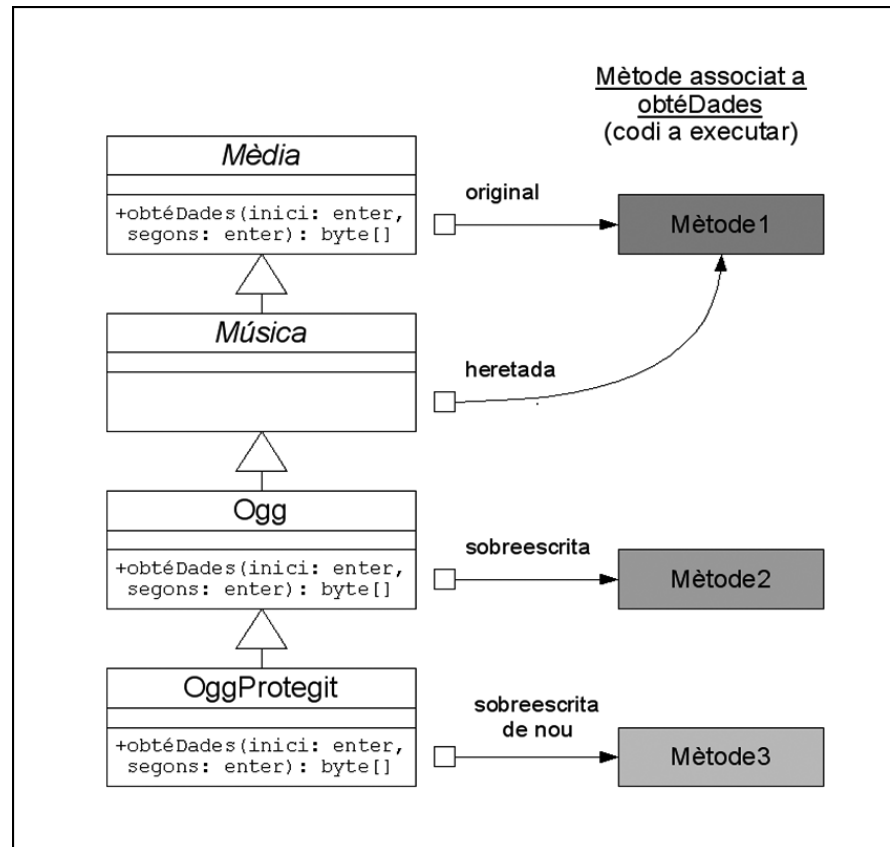 Mètode associat a
obtéDades
(codi a executar)
Mèdia
+obtéDades(inici: enter,
segons: enter): byte[]
original
Mètode1
Música
heretada
Ogg
+obtéDades(inici: enter,
segons: enter): byte[]
sobreescrita
Mètode2
OggProtegit
+obtéDades(inici: enter,
segons: enter): byte[]
sobreescrita
de nou
Mètode3